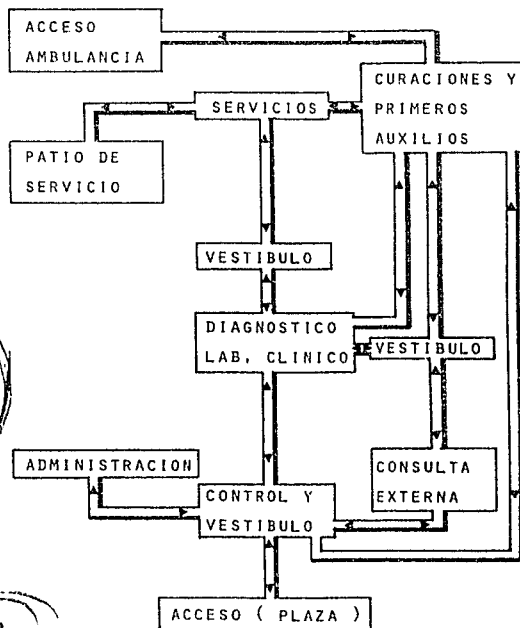 ACCESO
AMBULANCIA
CURACIONES Y
PRIMEROS
AUXILIOS
SERVICIOS
PATIO DE
SERVICIO
VESTIBULO
DIAGNOSTICO
LAB, CLINICO
VESTIBULO
ADMINISTRACION
CONSULTA
EXTERNA
CONTROL Y
VESTIBULO
ACCESO ( PLAZA )